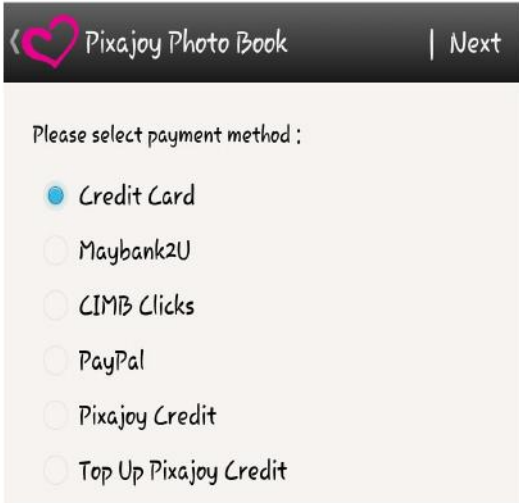 Pixajoy Photo Book | Next
Please select payment method :
Credit Card
Maybank2U
CIMB Clicks
PayPal
Pixajoy Credit
Top Up Pixajoy Credit